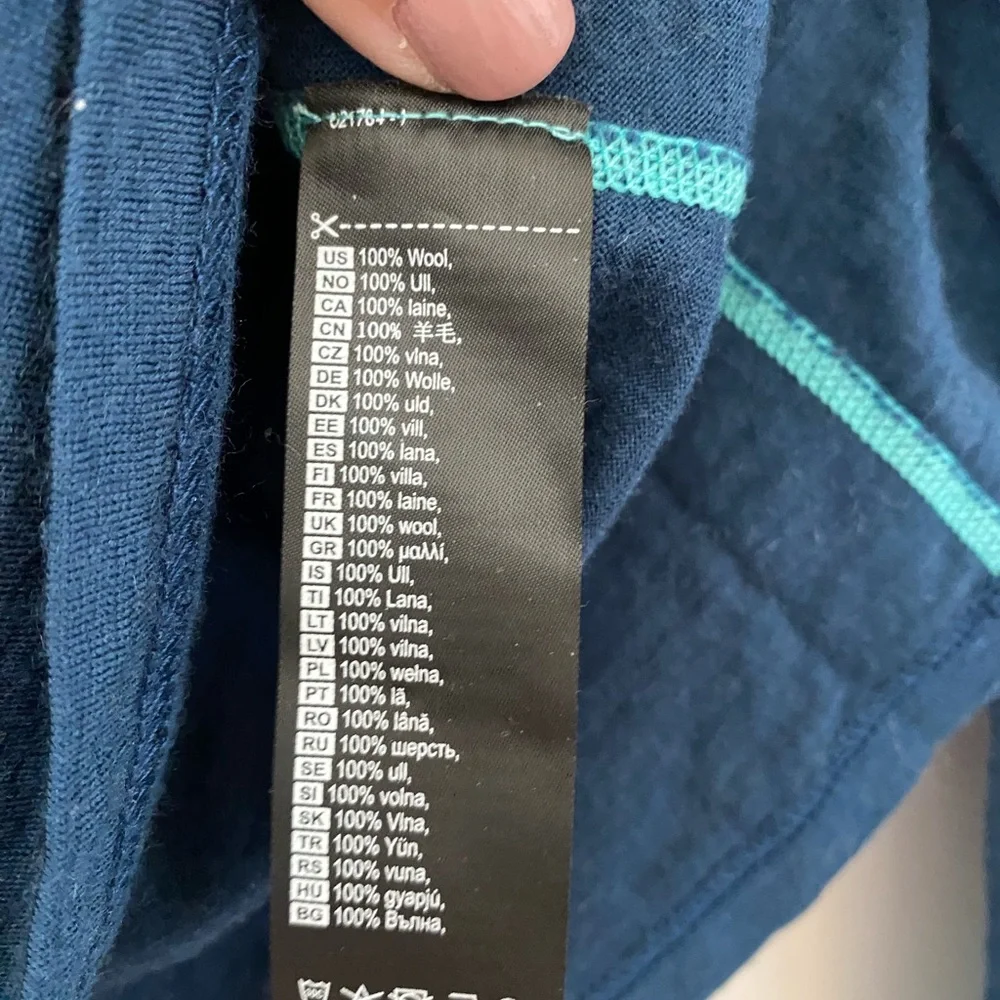 US 100% Wool,
NO 100% Ull,
CA 100% laine,
CN 100% 羊毛,
CZ 100% vlna,
DE 100% Wolle,
DK 100% uld,
EE 100% vill,
ES 100% lana,
FI 100% villa,
FR 100% laine,
UK 100% wool,
GR 100% μαλλί,
IS 100% Ull,
TI 100% Lana,
LT 100% vilna,
LV 100% vilna,
PL 100% wełna,
PT 100% lã,
RO 100% lână,
RU 100% шерсть,
SE 100% ull,
SI 100% volna,
SK 100% Vlna,
TR 100% Yün,
RS 100% vuna,
HU 100% gyapjú,
BG 100% Вълна,